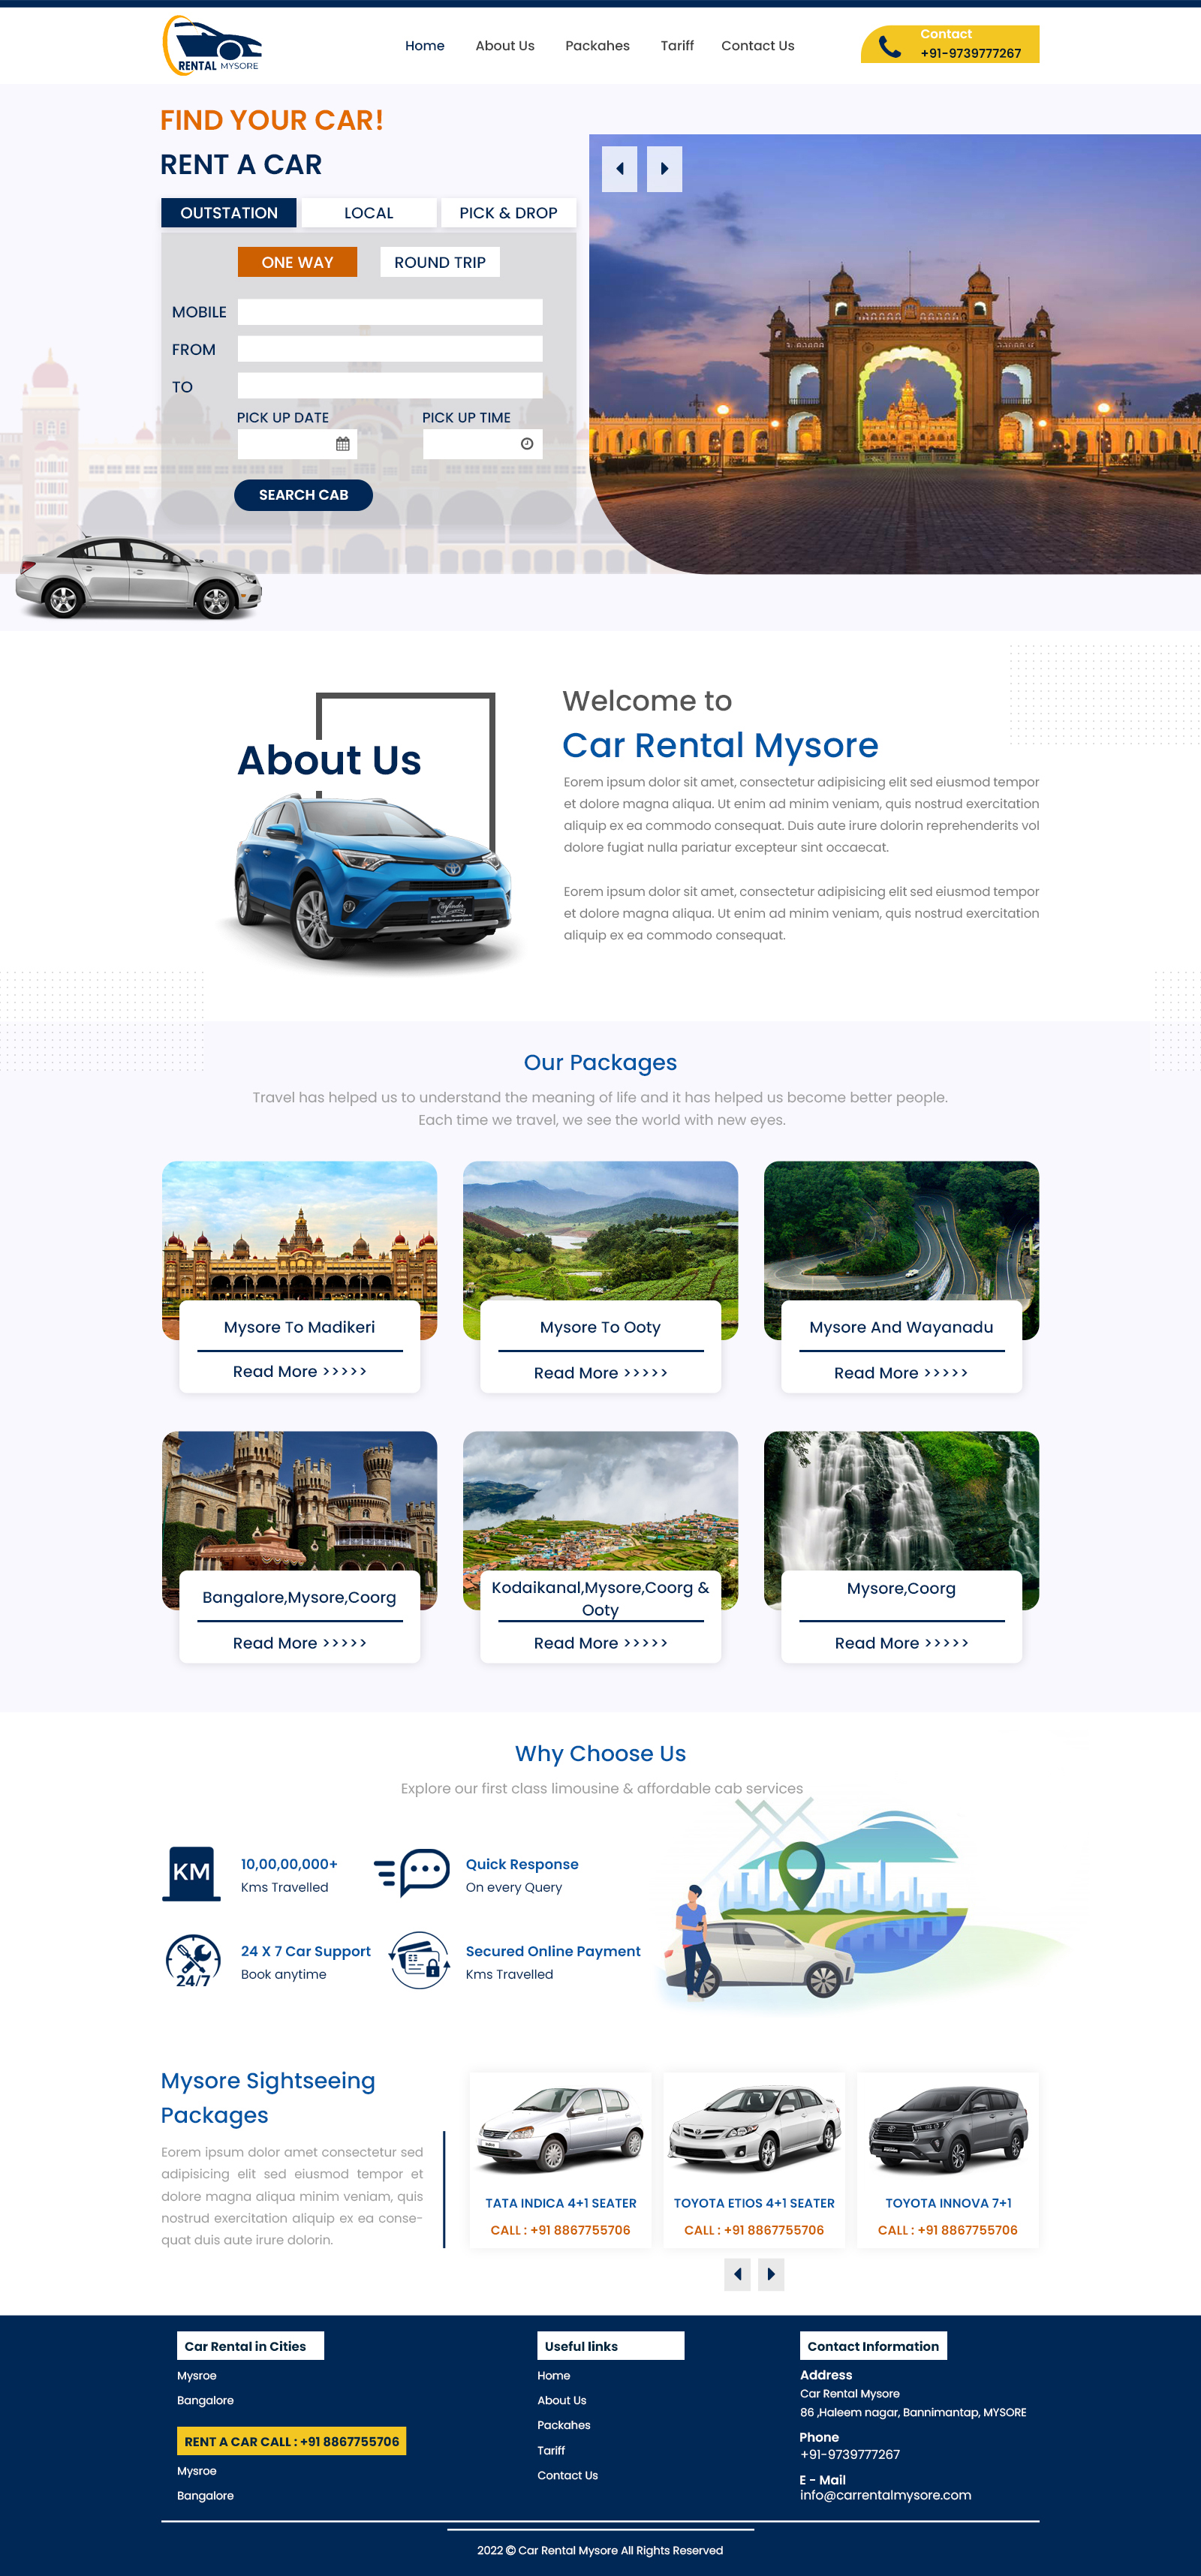 RENTAL MYSORE
Home About Us Packahes Tariff Contact Us
Contact
+91-9739777267
FIND YOUR CAR!
RENT A CAR
OUTSTATION LOCAL PICK & DROP
ONE WAY ROUND TRIP
MOBILE
FROM
TO
PICK UP DATE PICK UP TIME
SEARCH CAB
About Us
Welcome to
Car Rental Mysore
Eorem ipsum dolor sit amet, consectetur adipisicing elit sed eiusmod tempor
et dolore magna aliqua. Ut enim ad minim veniam, quis nostrud exercitation
aliquip ex ea commodo consequat. Duis aute irure dolorin reprehenderits vol
dolore fugiat nulla pariatur excepteur sint occaecat.
Eorem ipsum dolor sit amet, consectetur adipisicing elit sed eiusmod tempor
et dolore magna aliqua. Ut enim ad minim veniam, quis nostrud exercitation
aliquip ex ea commodo consequat.
Our Packages
Travel has helped us to understand the meaning of life and it has helped us become better people.
Each time we travel, we see the world with new eyes.
Mysore To Madikeri
Read More >>>>>
Mysore To Ooty
Read More >>>>>
Mysore And Wayanadu
Read More >>>>>
Bangalore,Mysore,Coorg
Read More >>>>>
Kodaikanal,Mysore,Coorg &
Ooty
Read More >>>>>
Mysore,Coorg
Read More >>>>>
Why Choose Us
Explore our first class limousine & affordable cab services
KM
10,00,00,000+
Kms Travelled
Quick Response
On every Query
24/7
24 X 7 Car Support
Book anytime
Secured Online Payment
Kms Travelled
Mysore Sightseeing
Packages
Eorem ipsum dolor amet consectetur sed
adipisicing elit sed eiusmod tempor et
dolore magna aliqua minim veniam, quis
nostrud exercitation aliquip ex ea conse-
quat duis aute irure dolorin.
TATA INDICA 4+1 SEATER
CALL : +91 8867755706
TOYOTA ETIOS 4+1 SEATER
CALL : +91 8867755706
TOYOTA INNOVA 7+1
CALL : +91 8867755706
Car Rental in Cities
Mysroe
Bangalore
RENT A CAR CALL : +91 8867755706
Mysroe
Bangalore
Useful links
Home
About Us
Packahes
Tariff
Contact Us
Contact Information
Address
Car Rental Mysore
86 ,Haleem nagar, Bannimantap, MYSORE
Phone
+91-9739777267
E - Mail
info@carrentalmysore.com
2022 © Car Rental Mysore All Rights Reserved